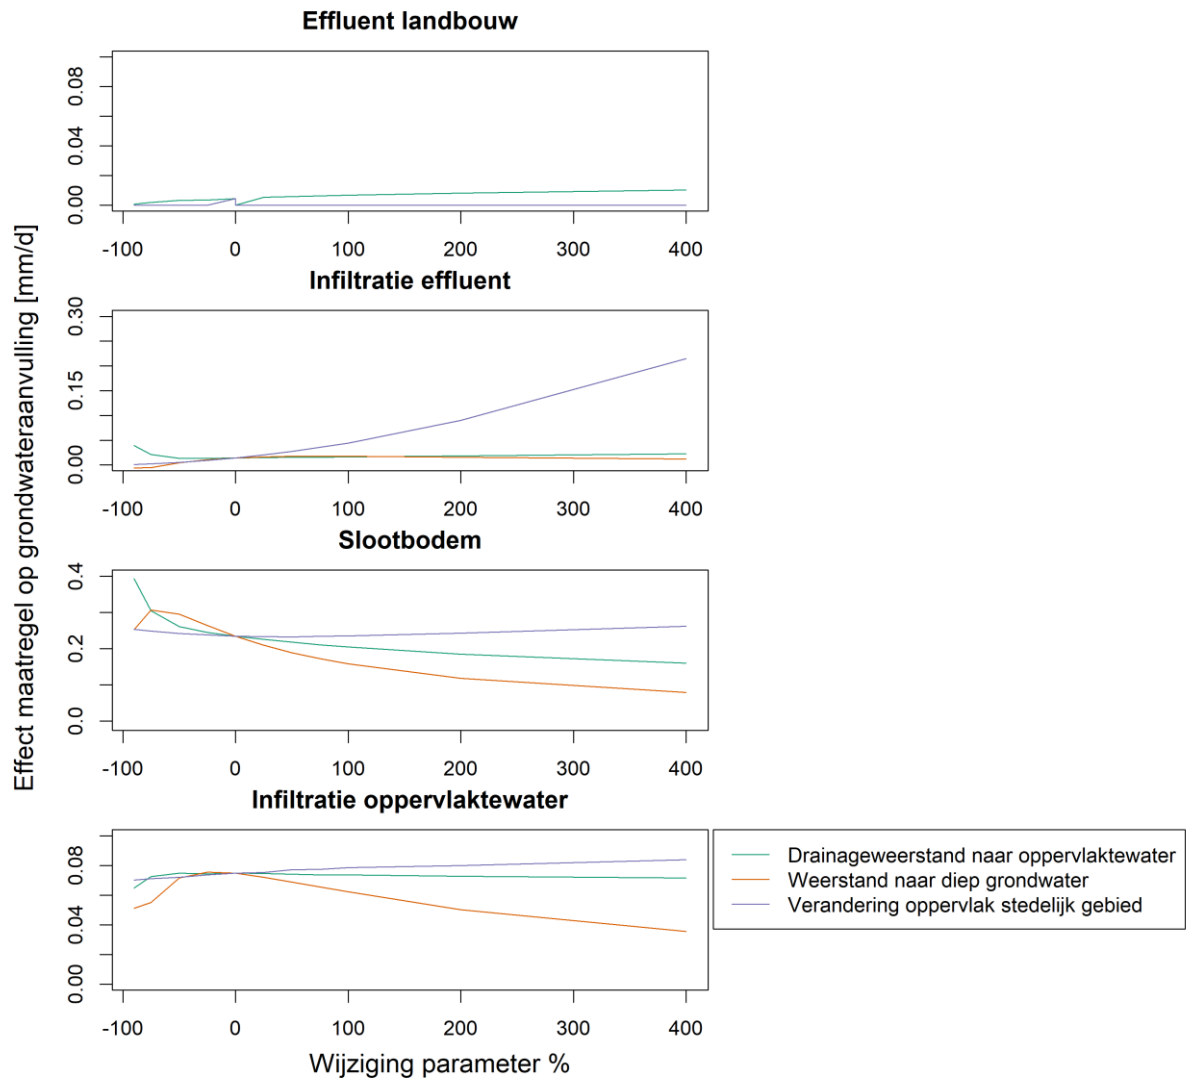 Effluent landbouw
0.00 0.04 0.08
-100 0 100 200 300 400
Infiltratie effluent
0.00 0.15 0.30
-100 0 100 200 300 400
Slootbodem
0.0 0.2 0.4
-100 0 100 200 300 400
Infiltratie oppervlaktewater
0.00 0.04 0.08
-100 0 100 200 300 400
Wijziging parameter %
Effect maatregel op grondwateraanvulling [mm/d]
Drainageweerstand naar oppervlaktewater
Weerstand naar diep grondwater
Verandering oppervlak stedelijk gebied